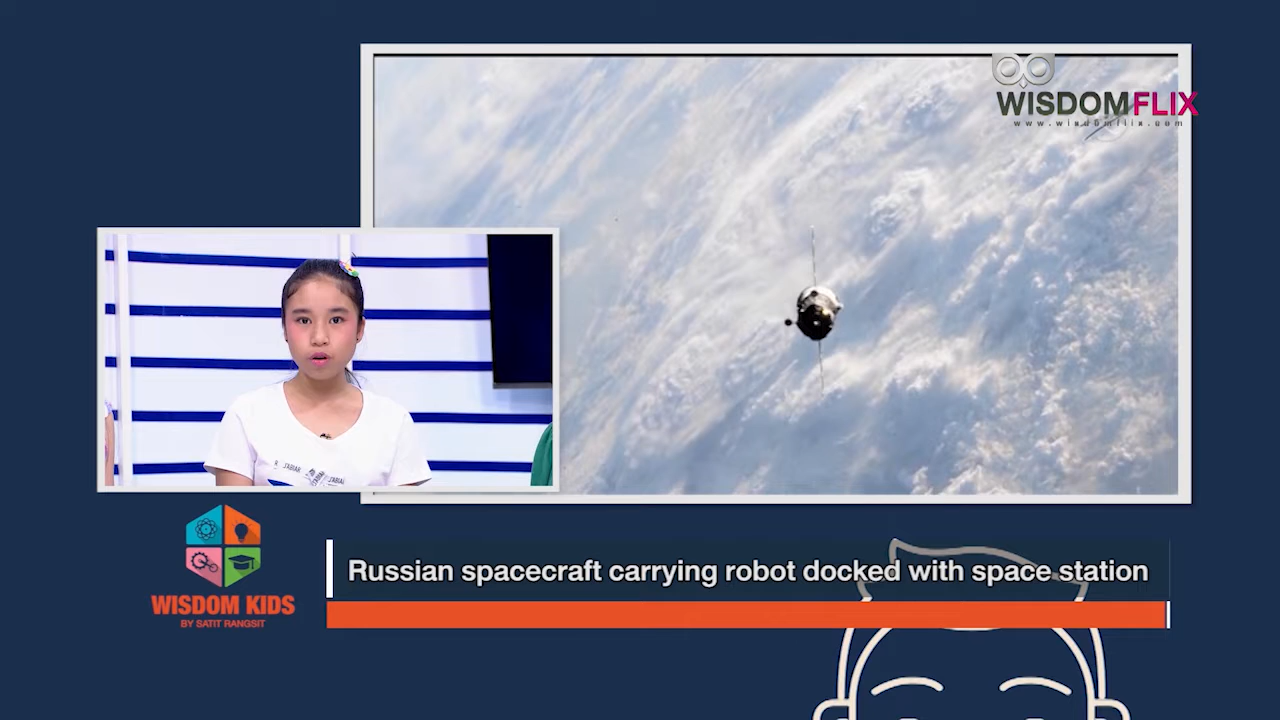 WISDOMFLIX
www.wisdomflix.com
WISDOM KIDS
BY SATIT RANGSIT
Russian spacecraft carrying robot docked with space station